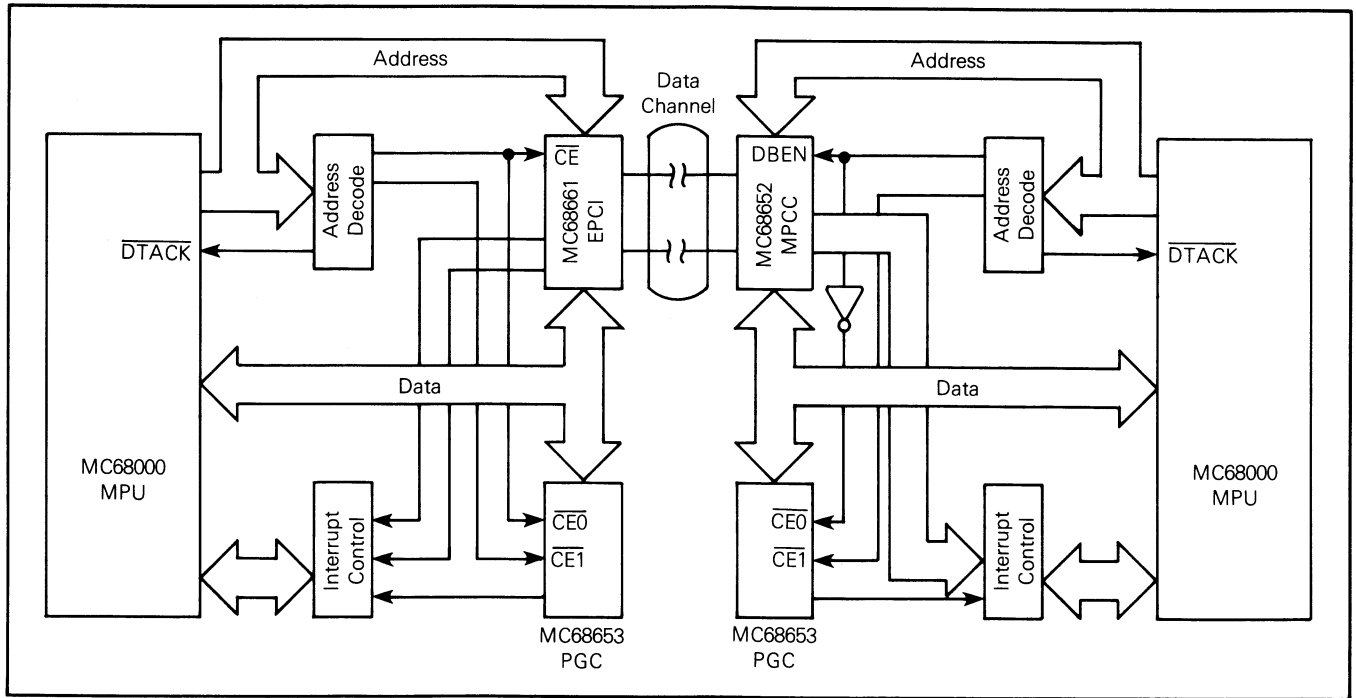 Address
Data
Channel
Address
MC68000
MPU
DTACK
Address
Decode
CE
MC68661
EPCI
DBEN
MC68652
MPCC
Address
Decode
DTACK
MC68000
MPU
Data
Data
Interrupt
Control
CE0
CE1
MC68653
PGC
CE0
CE1
MC68653
PGC
Interrupt
Control